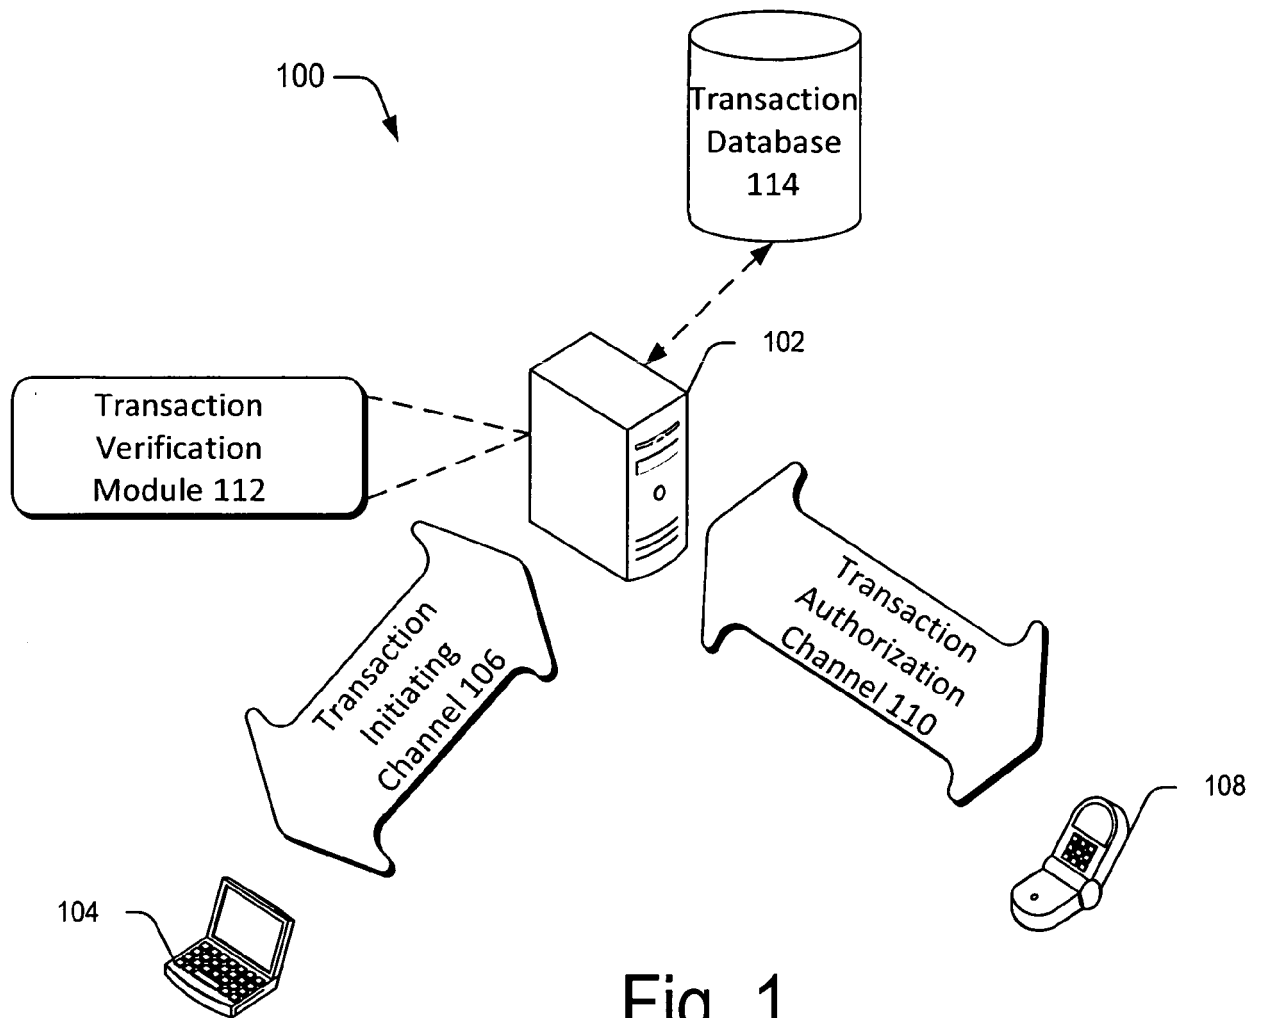 100
Transaction
Database
114
102
Transaction
Verification
Module 112
Transaction
Initiating
Channel 106
Transaction
Authorization
Channel 110
108
104
Fig. 1